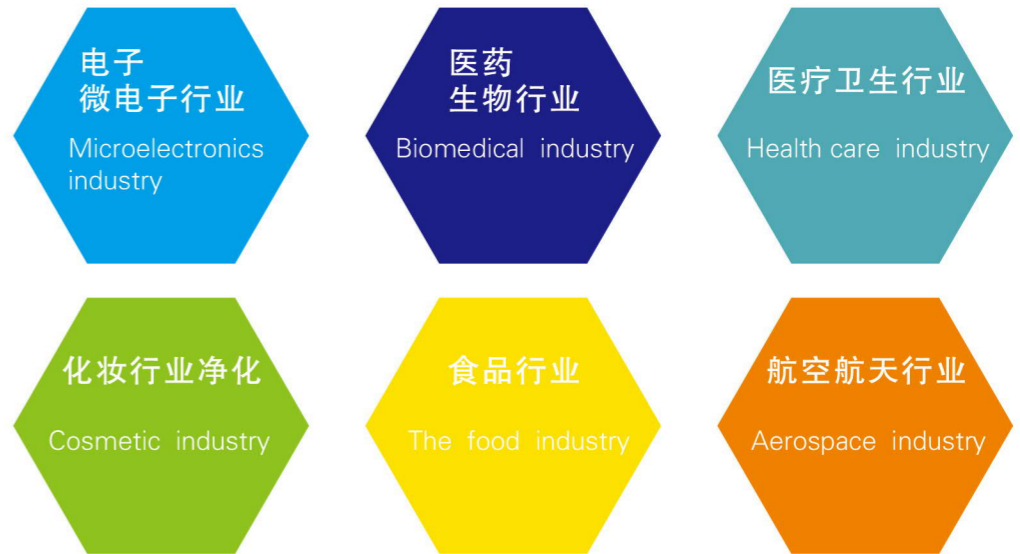 电子
微电子行业
Microelectronics
industry
医药
生物行业
Biomedical industry
医疗卫生行业
Health care industry
化妆行业净化
Cosmetic industry
食品行业
The food industry
航空航天行业
Aerospace industry